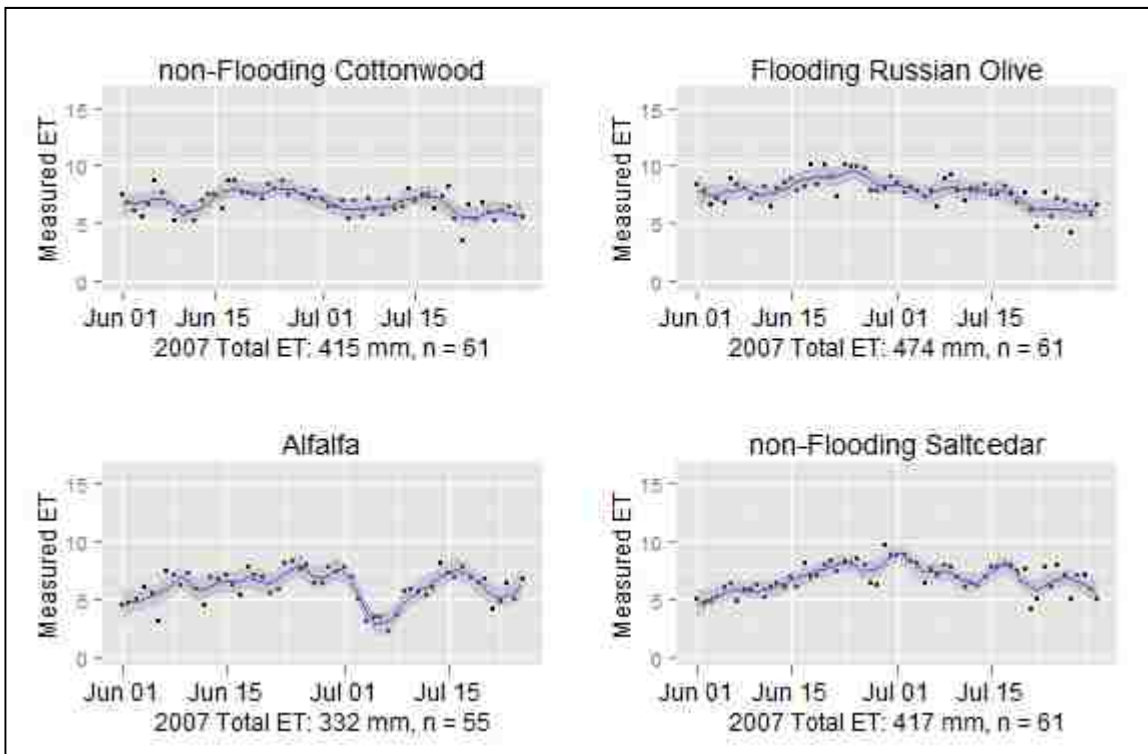 non-Flooding Cottonwood
Measured ET
15
10
5
0
Jun 01 Jun 15 Jul 01 Jul 15
2007 Total ET: 415 mm, n = 61
Flooding Russian Olive
Measured ET
15
10
5
0
Jun 01 Jun 15 Jul 01 Jul 15
2007 Total ET: 474 mm, n = 61
Alfalfa
Measured ET
15
10
5
0
Jun 01 Jun 15 Jul 01 Jul 15
2007 Total ET: 332 mm, n = 55
non-Flooding Saltcedar
Measured ET
15
10
5
0
Jun 01 Jun 15 Jul 01 Jul 15
2007 Total ET: 417 mm, n = 61